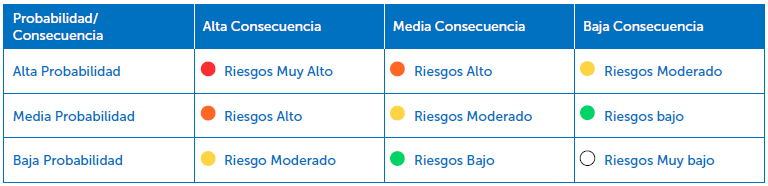 Probabilidad/
Consecuencia
Alta Consecuencia
Media Consecuencia
Baja Consecuencia
Alta Probabilidad
Riesgos Muy Alto
Riesgos Alto
Riesgos Moderado
Media Probabilidad
Riesgos Alto
Riesgos Moderado
Riesgos bajo
Baja Probabilidad
Riesgo Moderado
Riesgos Bajo
Riesgos Muy bajo